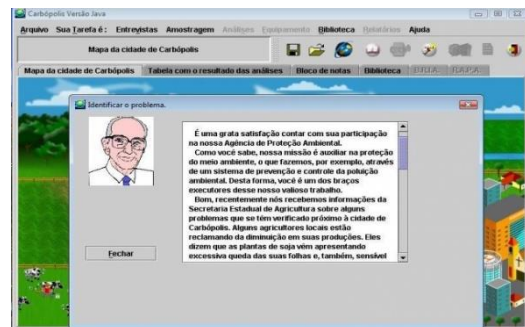 Carbópolis Versão Java
Arquivo Sua Tarefa é: Entrevistas Amostragem Análises Equipamento Biblioteca Relatórios Ajuda
Mapa da cidade de Carbópolis
Mapa da cidade de Carbópolis Tabela com o resultado das análises Bloco de notas Biblioteca
Identificar o problema.
É uma grata satisfação contar com sua participação
na nossa Agência de Proteção Ambiental.
Como você sabe, nossa missão é auxiliar na proteção
do meio ambiente, o que fazemos, por exemplo, através
de um sistema de prevenção e controle da poluição
ambiental. Desta forma, você é um dos braços
executores desse nosso valioso trabalho.
Bom, recentemente nós recebemos informações da
Secretaria Estadual de Agricultura sobre alguns
problemas que se têm verificado próximo à cidade de
Carbópolis. Alguns agricultores locais estão
reclamando da diminuição em suas produções. Eles
dizem que as plantas de soja vêm apresentando
excessiva queda das suas folhas e, também, sensível
Fechar